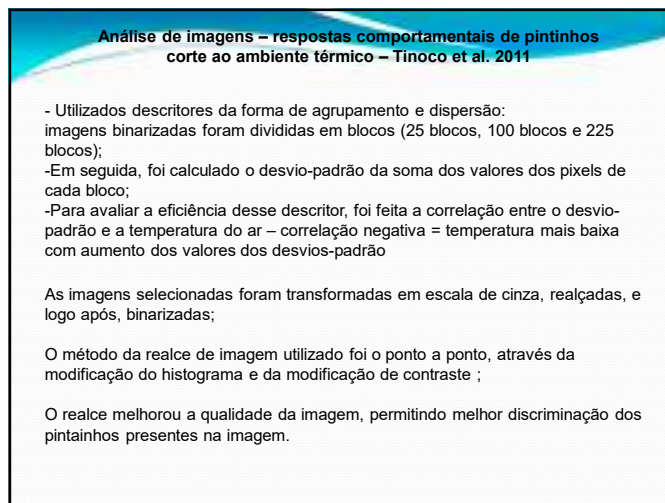 Análise de imagens – respostas comportamentais de pintinhos
corte ao ambiente térmico – Tinoco et al. 2011
- Utilizados descritores da forma de agrupamento e dispersão:
imagens binarizadas foram divididas em blocos (25 blocos, 100 blocos e 225
blocos);
-Em seguida, foi calculado o desvio-padrão da soma dos valores dos pixels de
cada bloco;
-Para avaliar a eficiência desse descritor, foi feita a correlação entre o desvio-
padrão e a temperatura do ar – correlação negativa = temperatura mais baixa
com aumento dos valores dos desvios-padrão
As imagens selecionadas foram transformadas em escala de cinza, realçadas, e
logo após, binarizadas;
O método da realce de imagem utilizado foi o ponto a ponto, através da
modificação do histograma e da modificação de contraste ;
O realce melhorou a qualidade da imagem, permitindo melhor discriminação dos
pintainhos presentes na imagem.